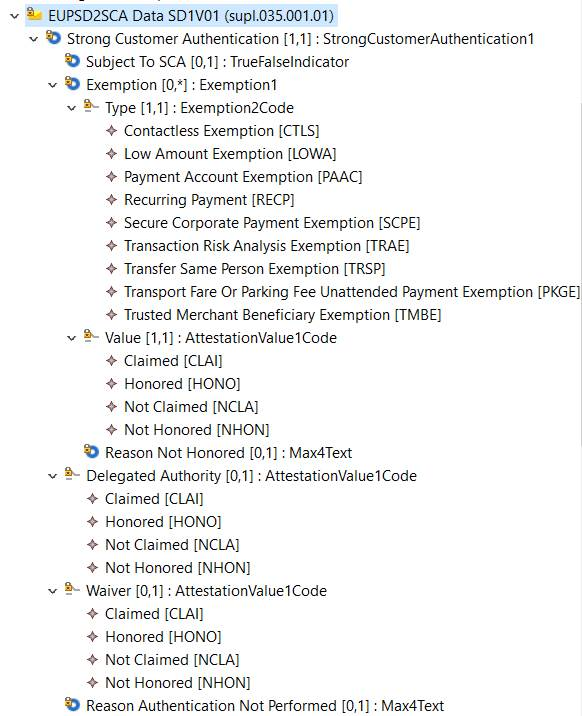 EUPSD2SCA Data SD1V01 (supl.035.001.01)
Strong Customer Authentication [1,1] : StrongCustomerAuthentication1
Subject To SCA [0,1] : TrueFalseIndicator
Exemption [0,*] : Exemption1
Type [1,1] : Exemption2Code
Contactless Exemption [CTLS]
Low Amount Exemption [LOWA]
Payment Account Exemption [PAAC]
Recurring Payment [RECP]
Secure Corporate Payment Exemption [SCPE]
Transaction Risk Analysis Exemption [TRAE]
Transfer Same Person Exemption [TRSP]
Transport Fare Or Parking Fee Unattended Payment Exemption [PKGE]
Trusted Merchant Beneficiary Exemption [TMBE]
Value [1,1] : AttestationValue1Code
Claimed [CLAI]
Honored [HONO]
Not Claimed [NCLA]
Not Honored [NHON]
Reason Not Honored [0,1] : Max4Text
Delegated Authority [0,1] : AttestationValue1Code
Claimed [CLAI]
Honored [HONO]
Not Claimed [NCLA]
Not Honored [NHON]
Waiver [0,1] : AttestationValue1Code
Claimed [CLAI]
Honored [HONO]
Not Claimed [NCLA]
Not Honored [NHON]
Reason Authentication Not Performed [0,1] : Max4Text